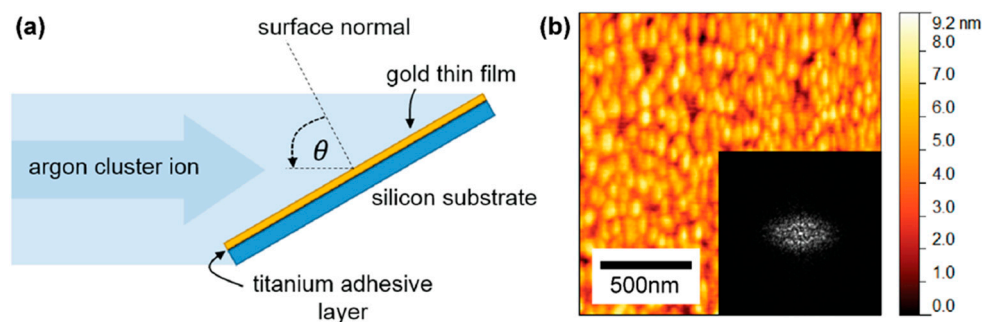 (a)
surface normal
gold thin film
θ
argon cluster ion
silicon substrate
titanium adhesive
layer
(b)
500nm
9.2 nm
8.0
7.0
6.0
5.0
4.0
3.0
2.0
1.0
0.0